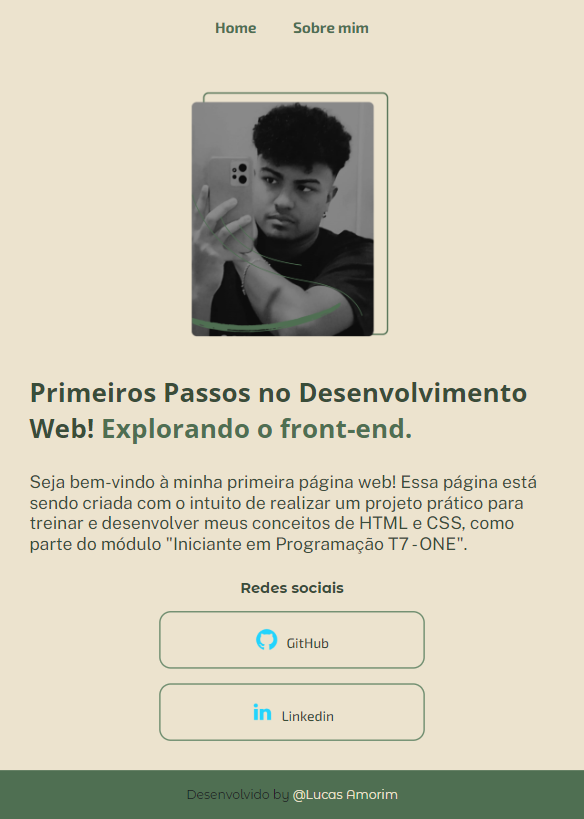 Home Sobre mim
Primeiros Passos no Desenvolvimento
Web! Explorando o front-end.
Seja bem-vindo à minha primeira página web! Essa página está
sendo criada com o intuito de realizar um projeto prático para
treinar e desenvolver meus conceitos de HTML e CSS, como
parte do módulo "Iniciante em Programação T7 - ONE".
Redes sociais
GitHub
Linkedin
Desenvolvido by @Lucas Amorim